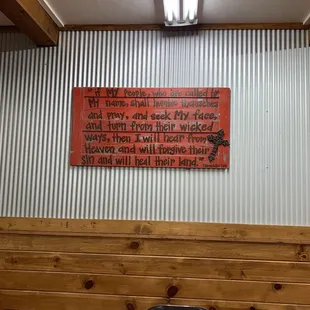 "If My People, who are called by
My name, shall humble themselves
and pray, and seek My face,
and turn from their wicked
ways, then I will hear from
Heaven and will forgive their
sin and will heal their land."